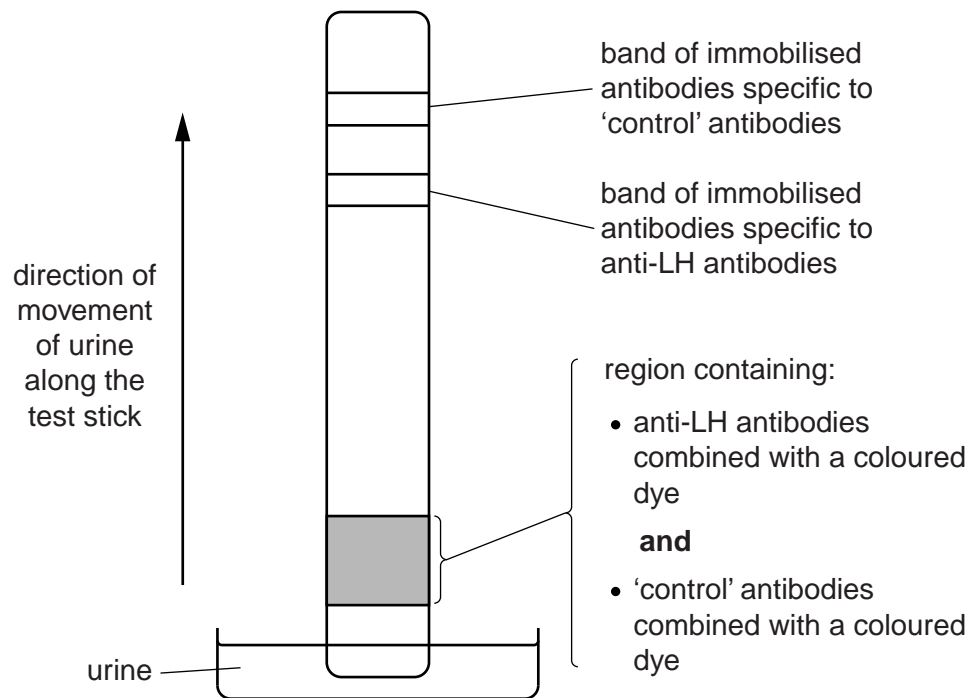 band of immobilised
antibodies specific to
‘control’ antibodies
band of immobilised
antibodies specific to
anti-LH antibodies
direction of
movement
of urine
along the
test stick
region containing:
• anti-LH antibodies
combined with a coloured
dye
and
• ‘control’ antibodies
combined with a coloured
dye
urine